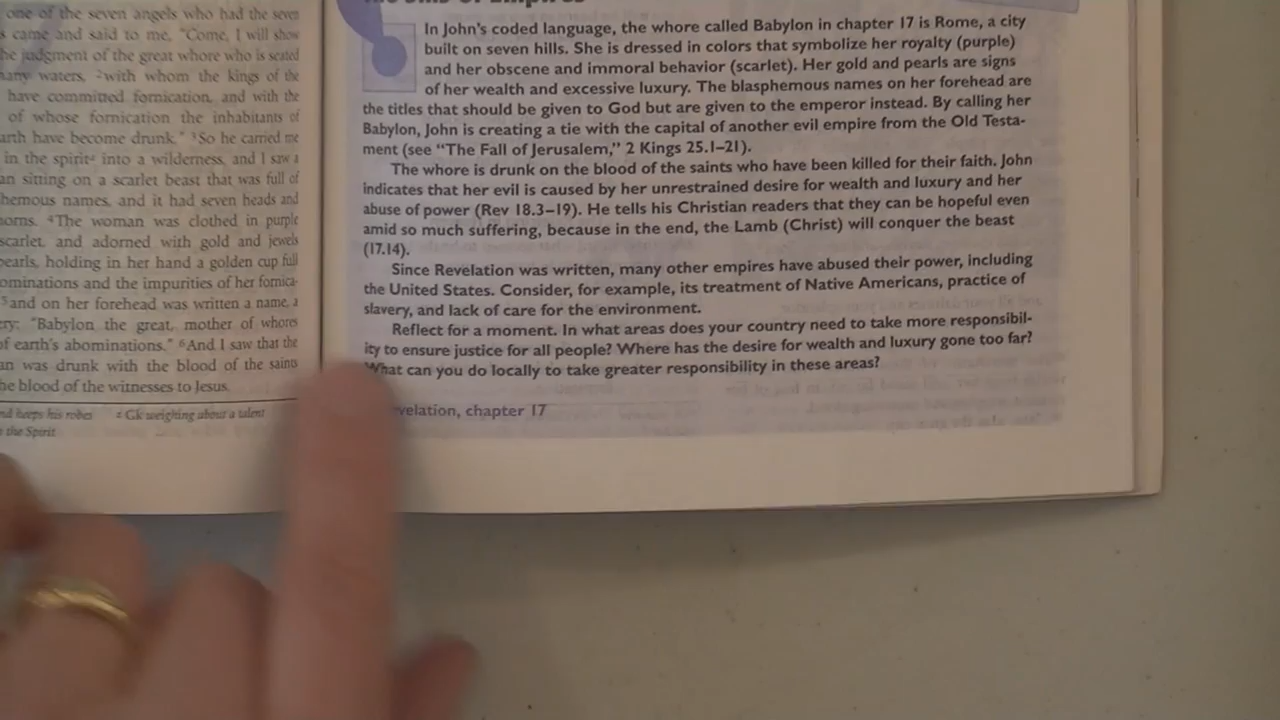 one of the seven angels who had the seven
came and said to me, "Come, I will show
judgment of the great whore who is seated
many waters, ²with whom the kings of the
have committed fornication, and with the
of whose fornication the inhabitants of
earth have become drunk." ³So he carried me
in the spirit into a wilderness, and I saw a
sitting on a scarlet beast that was full of
names, and it had seven heads and
⁴The woman was clothed in purple
scarlet, and adorned with gold and jewels
pearls, holding in her hand a golden cup full
and the impurities of her fornica-
⁵and on her forehead was written a name, a
"Babylon the great, mother of whores
of earth's abominations." ⁶And I saw that the
was drunk with the blood of the saints
the blood of the witnesses to Jesus.
and keeps his robes z Gk weighing about a talent
the Spirit
In John's coded language, the whore called Babylon in chapter 17 is Rome, a city
built on seven hills. She is dressed in colors that symbolize her royalty (purple)
and her obscene and immoral behavior (scarlet). Her gold and pearls are signs
of her wealth and excessive luxury. The blasphemous names on her forehead are
the titles that should be given to God but are given to the emperor instead. By calling her
Babylon, John is creating a tie with the capital of another evil empire from the Old Testa-
ment (see "The Fall of Jerusalem," 2 Kings 25.1–21).
The whore is drunk on the blood of the saints who have been killed for their faith. John
indicates that her evil is caused by her unrestrained desire for wealth and luxury and her
abuse of power (Rev 18.3–19). He tells his Christian readers that they can be hopeful even
amid so much suffering, because in the end, the Lamb (Christ) will conquer the beast
(17.14).
Since Revelation was written, many other empires have abused their power, including
the United States. Consider, for example, its treatment of Native Americans, practice of
slavery, and lack of care for the environment.
Reflect for a moment. In what areas does your country need to take more responsibil-
ity to ensure justice for all people? Where has the desire for wealth and luxury gone too far?
What can you do locally to take greater responsibility in these areas?
velation, chapter 17